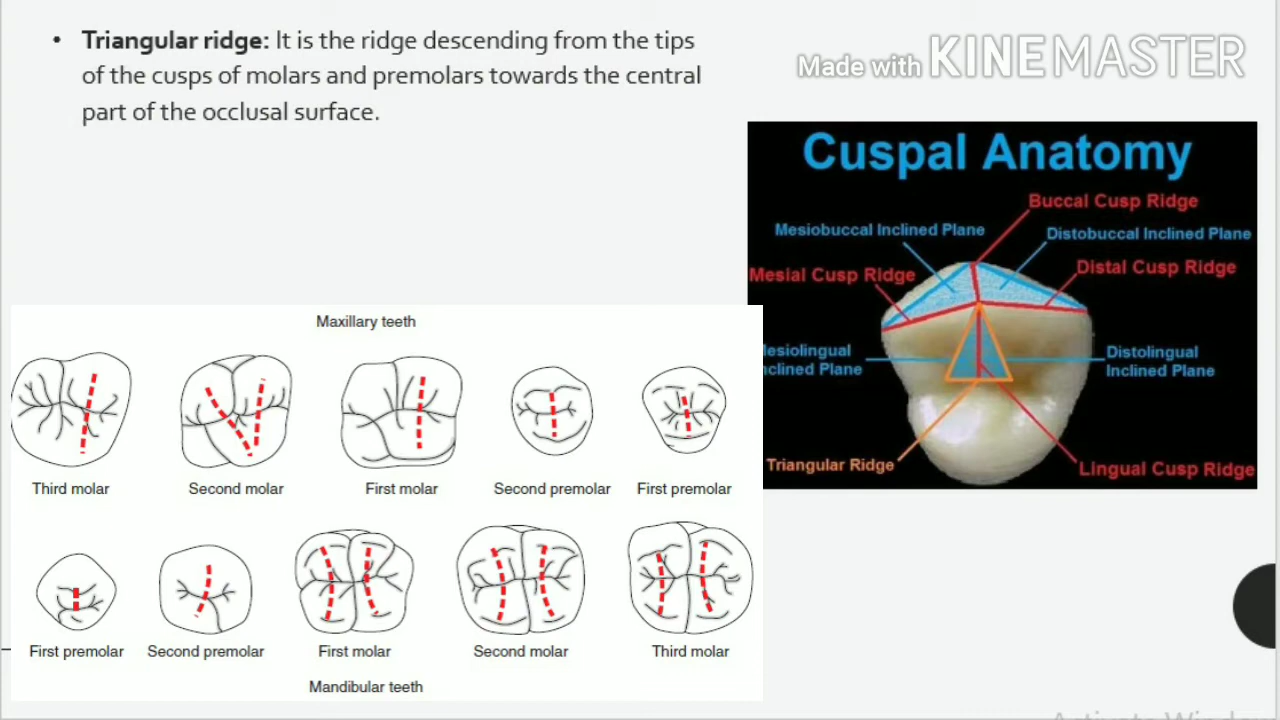 • Triangular ridge: It is the ridge descending from the tips
of the cusps of molars and premolars towards the central
part of the occlusal surface.
Made with KINEMASTER
Cuspal Anatomy
Buccal Cusp Ridge
Mesiobuccal Inclined Plane
Distobuccal Inclined Plane
Mesial Cusp Ridge
Distal Cusp Ridge
esiolingual
nclined Plane
Distolingual
Inclined Plane
Triangular Ridge
Lingual Cusp Ridge
Maxillary teeth
Third molar
Second molar
First molar
Second premolar
First premolar
First premolar
Second premolar
First molar
Second molar
Third molar
Mandibular teeth